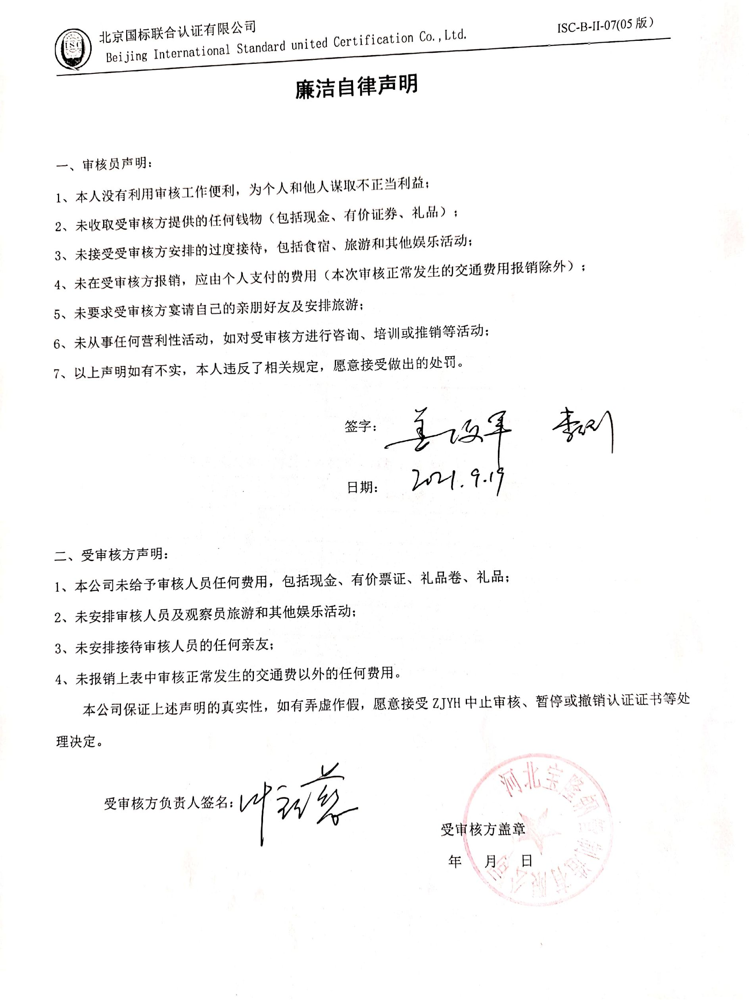 ISC
北京国标联合认证有限公司
Beijing International Standard united Certification Co.,Ltd.
ISC-B-II-07(05 版)
廉洁自律声明
一、审核员声明:
1、本人没有利用审核工作便利，为个人和他人谋取不正当利益；
2、未收取受审核方提供的任何钱物（包括现金、有价证券、礼品）；
3、未接受受审核方安排的过度接待，包括食宿、旅游和其他娱乐活动；
4、未在受审核方报销，应由个人支付的费用（本次审核正常发生的交通费用报销除外）；
5、未要求受审核方宴请自己的亲朋好友及安排旅游；
6、未从事任何营利性活动，如对受审核方进行咨询、培训或推销等活动；
7、以上声明如有不实，本人违反了相关规定，愿意接受做出的处罚。
签字:
日期: 2021.9.19
二、受审核方声明:
1、本公司未给予审核人员任何费用，包括现金、有价票证、礼品卷、礼品；
2、未安排审核人员及观察员旅游和其他娱乐活动；
3、未安排接待审核人员的任何亲友；
4、未报销上表中审核正常发生的交通费以外的任何费用。
本公司保证上述声明的真实性，如有弄虚作假，愿意接受 ZJYH 中止审核、暂停或撤销认证证书等处
理决定。
受审核方负责人签名:
受审核方盖章
年 月 日
河北宝隆钢管制造有限公司